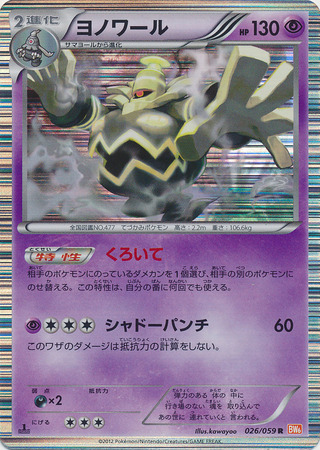 2進化
ヨノワール
HP130
サマヨールから進化
全国図鑑NO.477 てづかみポケモン 高さ：2.2m 重さ：106.6kg
特性 くろいて
相手のポケモンにのっているダメカンを1個選び、相手の別のポケモンに
のせ替える。この特性は、自分の番に何回でも使える。
シャドーパンチ 60
このワザのダメージは抵抗力の計算をしない。
弱点 抵抗力
×2
にげる
弾力のある 体の中に
行き場のない 魂を 取り込んで
あの世に 連れていくと 言われる。
Illus.kawayoo
BW6 026/059 R
©2012 Pokémon/Nintendo/Creatures/GAME FREAK.